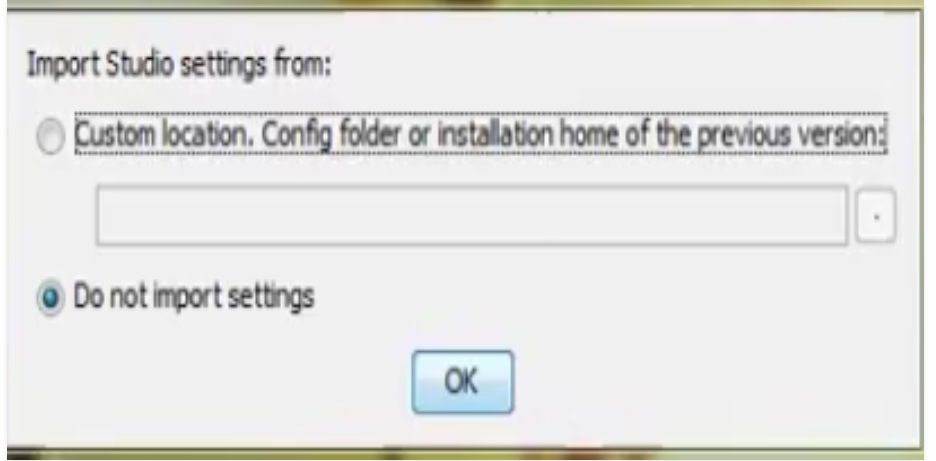 Import Studio settings from:
Custom location. Config folder or installation home of the previous version:
Do not import settings
OK